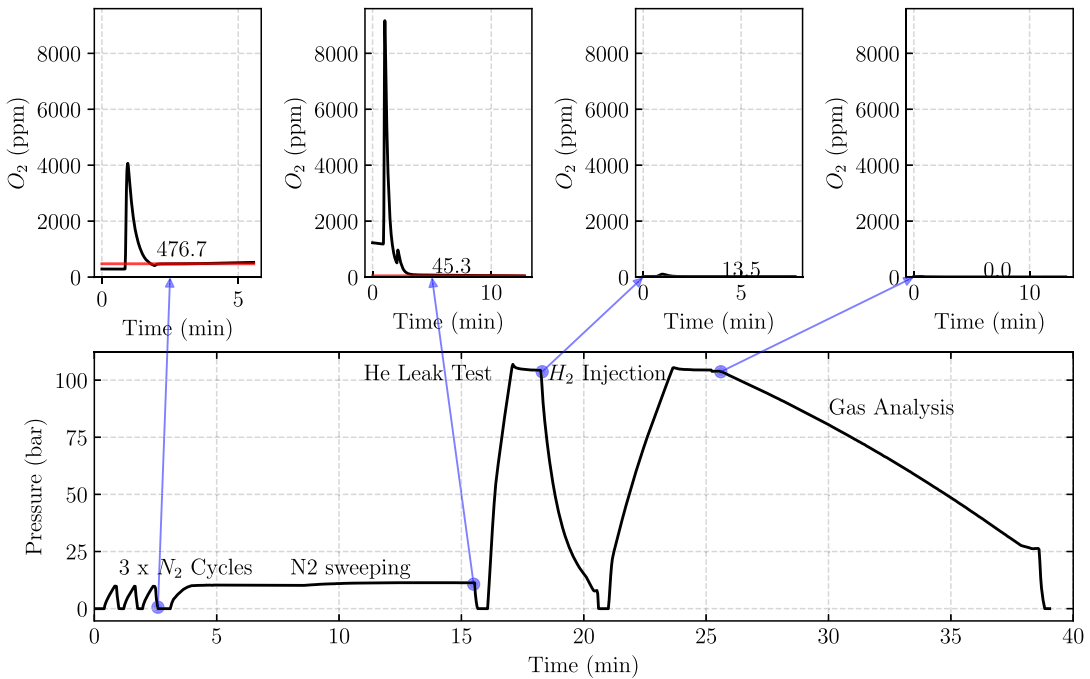 8000
6000
4000
2000
0
O₂ (ppm)
476.7
0 5
Time (min)
8000
6000
4000
2000
0
O₂ (ppm)
45.3
0 10
Time (min)
8000
6000
4000
2000
0
O₂ (ppm)
13.5
0 5
Time (min)
8000
6000
4000
2000
0
O₂ (ppm)
0.0
0 10
Time (min)
100
75
50
25
0
Pressure (bar)
He Leak Test
H₂ Injection
Gas Analysis
3 x N₂ Cycles
N2 sweeping
0 5 10 15 20 25 30 35 40
Time (min)